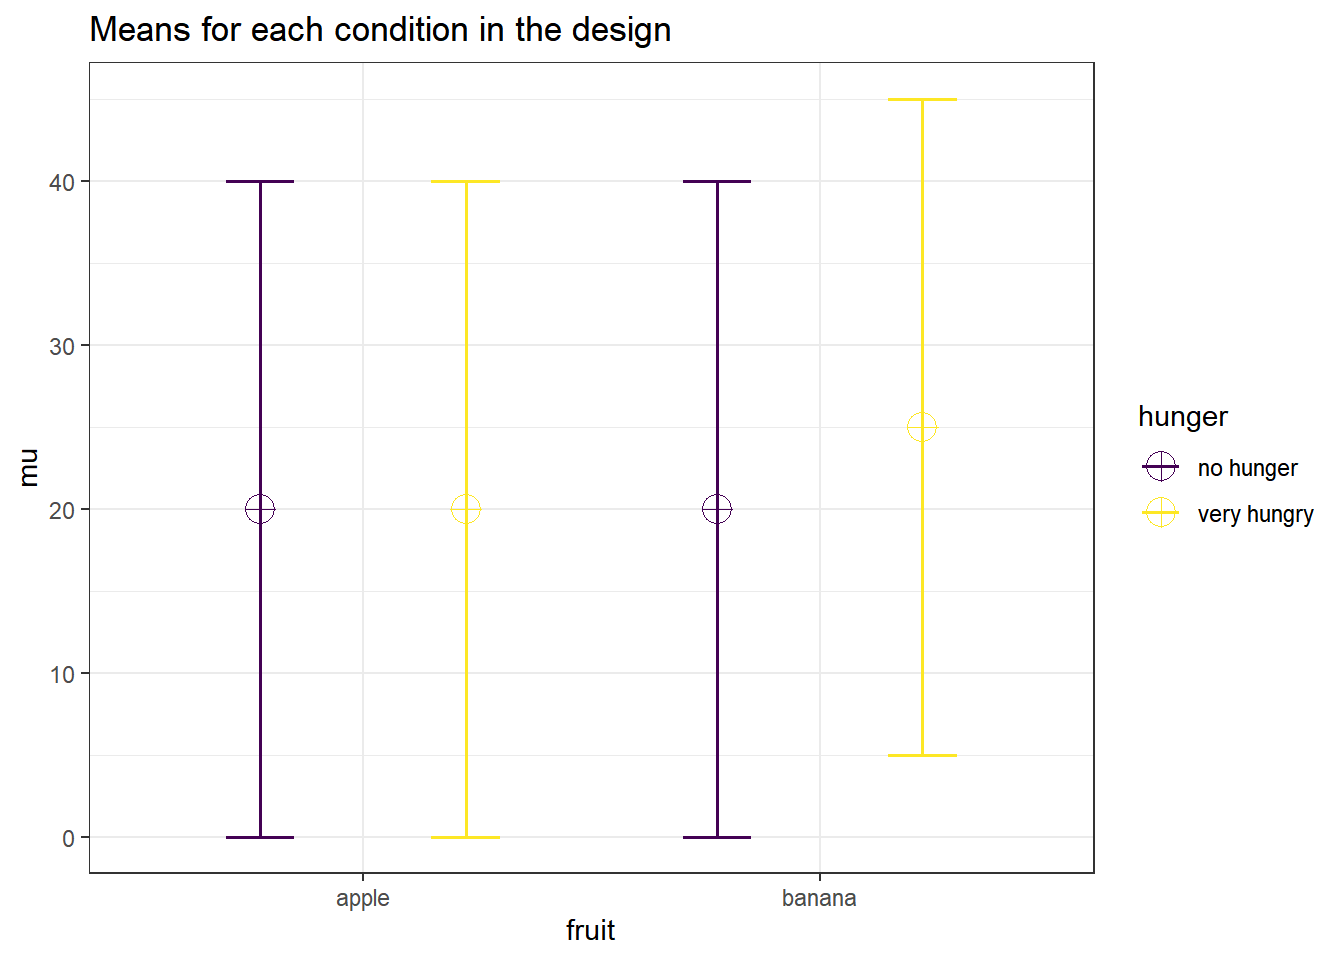 Means for each condition in the design
mu
40
30
20
10
0
apple banana
fruit
hunger
no hunger
very hungry